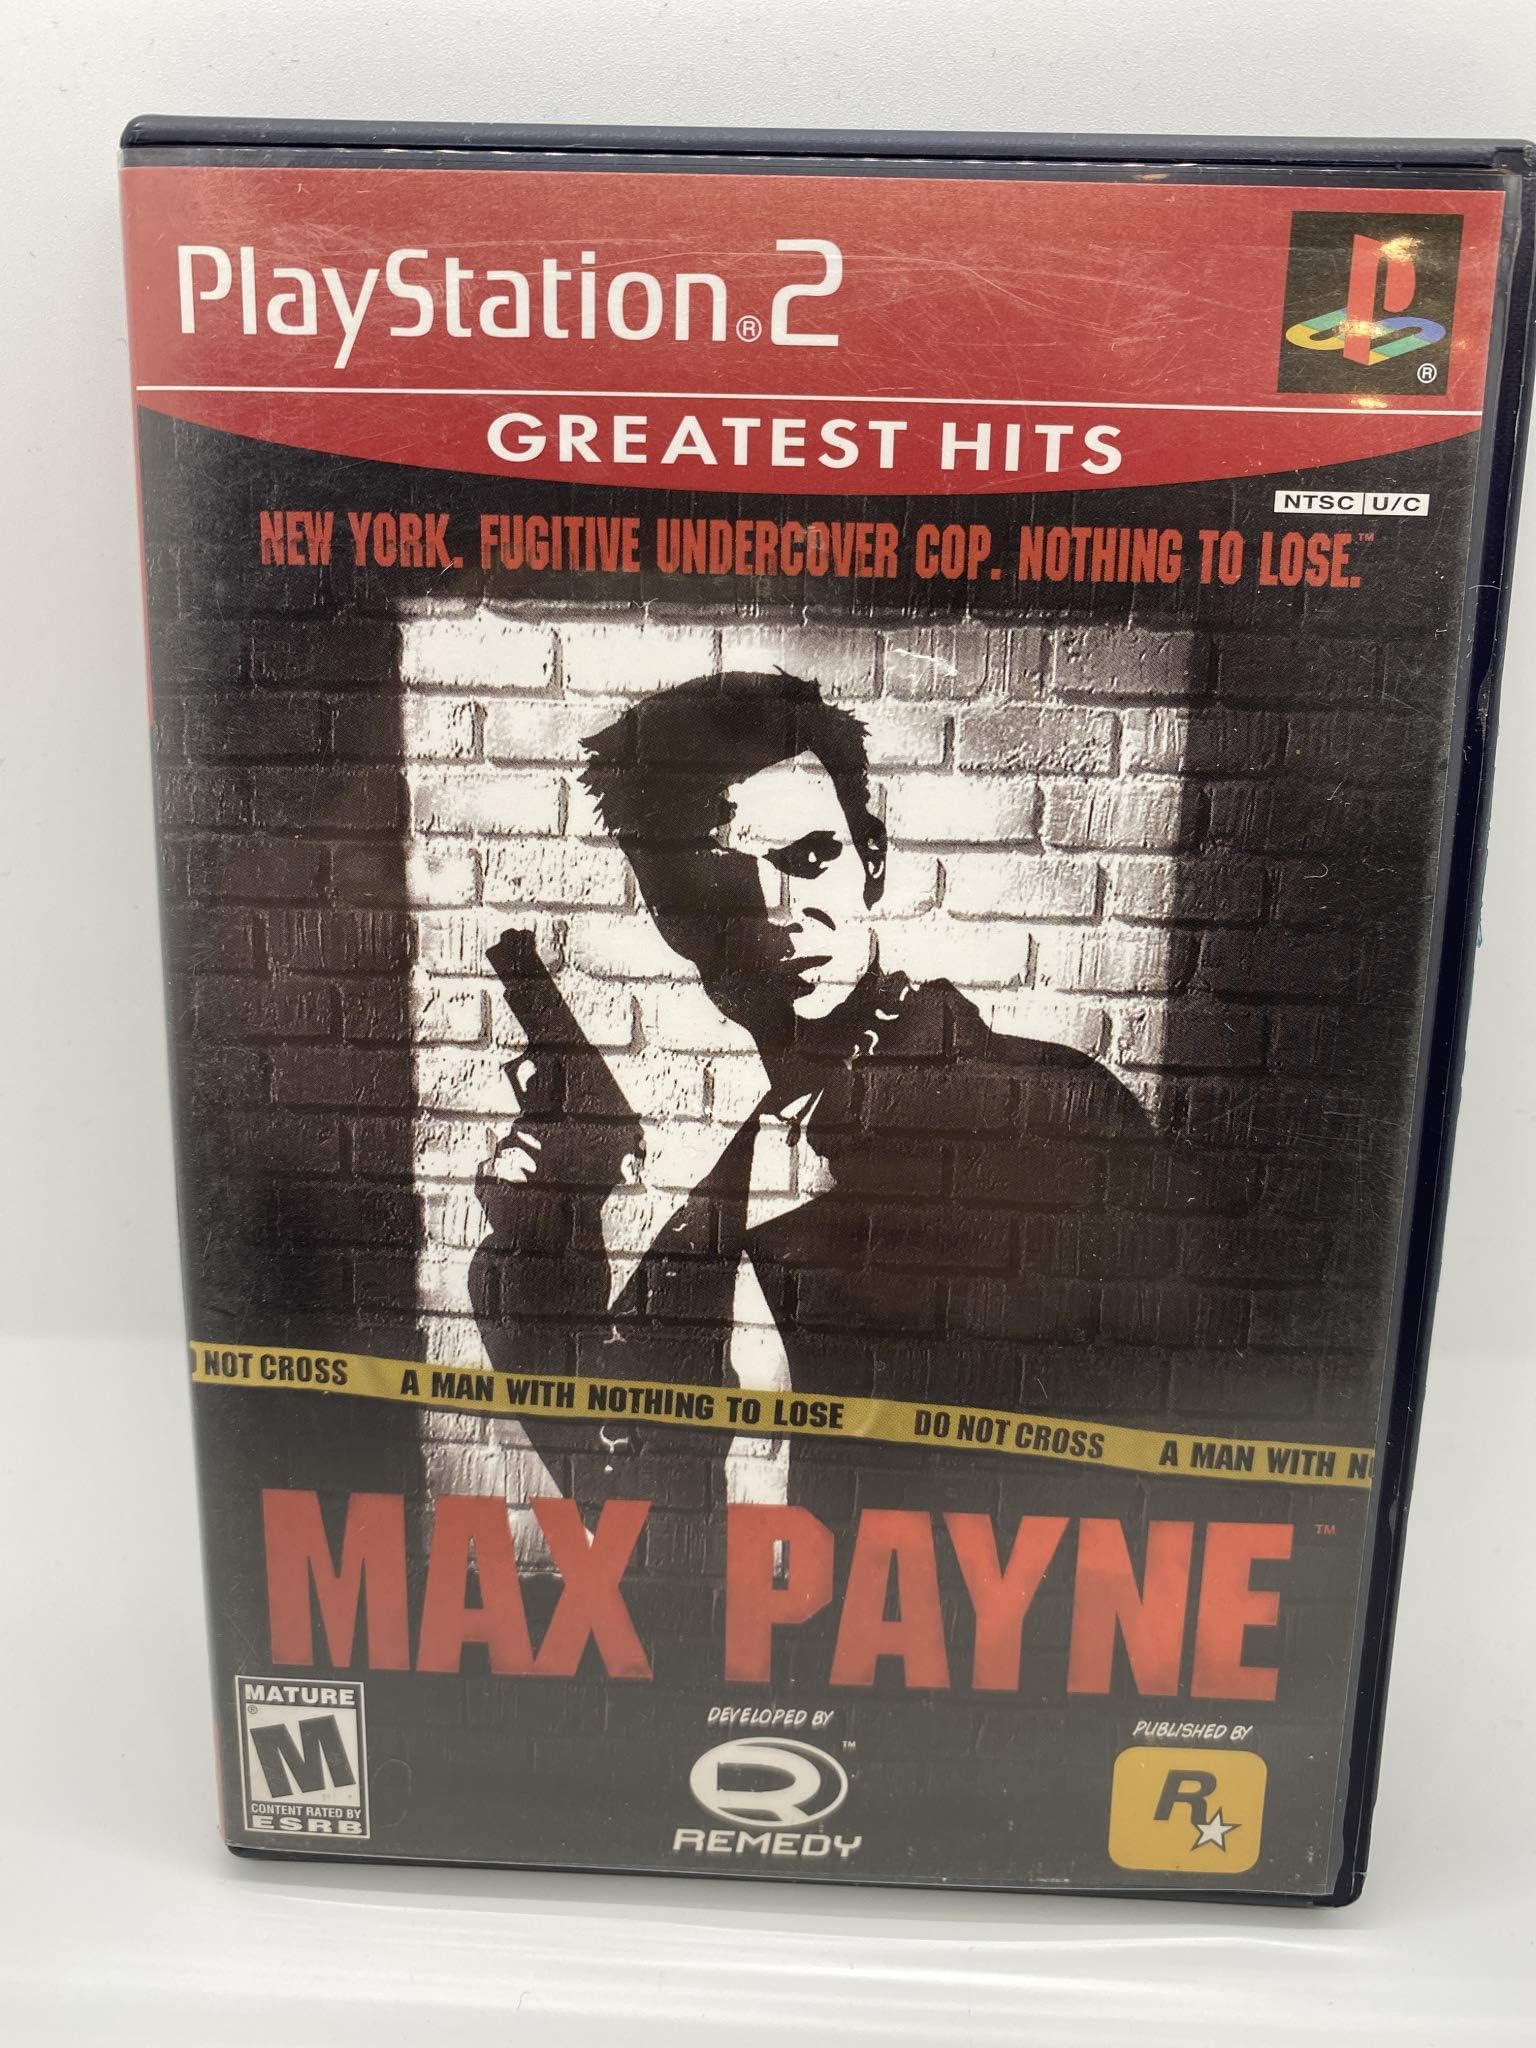 PlayStation®2
®
GREATEST HITS
NTSC U/C
NEW YORK. FUGITIVE UNDERCOVER COP. NOTHING TO LOSE.™
NOT CROSS A MAN WITH NOTHING TO LOSE DO NOT CROSS A MAN WITH N
MAX PAYNE™
MATURE
®
M
CONTENT RATED BY
ESRB
DEVELOPED BY
™
REMEDY
PUBLISHED BY
R